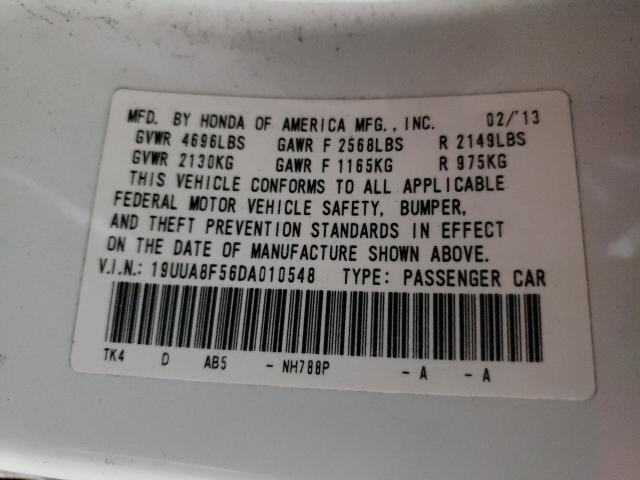 MFD. BY HONDA OF AMERICA MFG., INC. 02/'13
GVWR 4696LBS GAWR F 2568LBS R 2149LBS
GVWR 2130KG GAWR F 1165KG R 975KG
THIS VEHICLE CONFORMS TO ALL APPLICABLE
FEDERAL MOTOR VEHICLE SAFETY, BUMPER,
AND THEFT PREVENTION STANDARDS IN EFFECT
ON THE DATE OF MANUFACTURE SHOWN ABOVE.
V.I.N.: 19UUA8F56DA010548 TYPE: PASSENGER CAR
TK4 D AB5 - NH788P - A - A